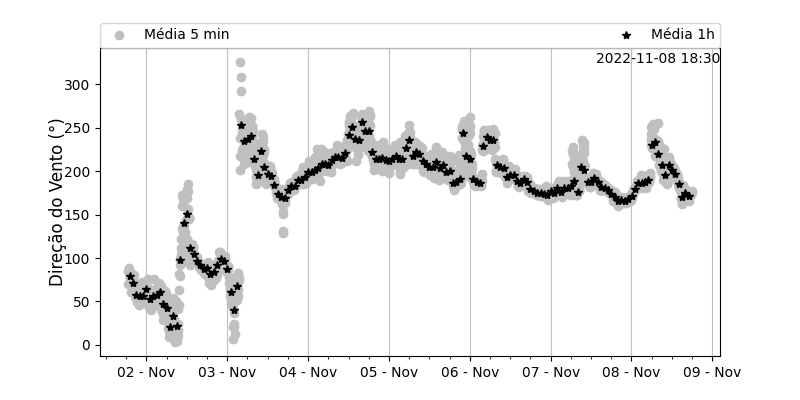 Média 5 min
Média 1h
2022-11-08 18:30
Direção do Vento (°)
300
250
200
150
100
50
0
02 - Nov
03 - Nov
04 - Nov
05 - Nov
06 - Nov
07 - Nov
08 - Nov
09 - Nov